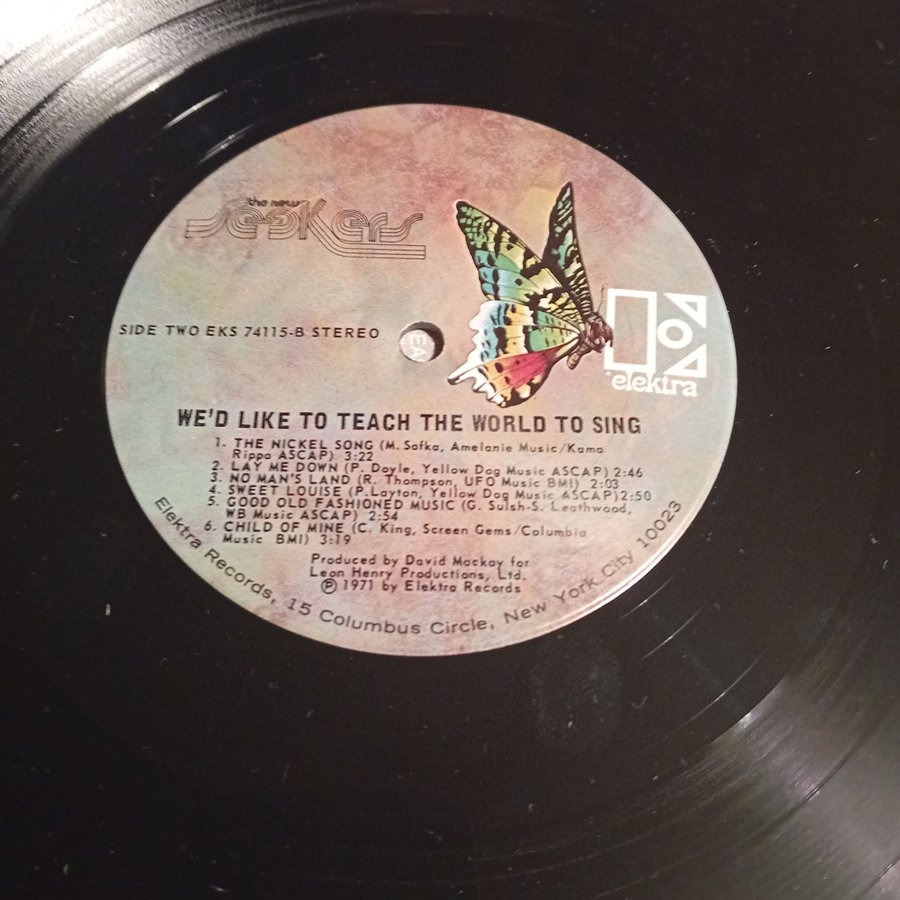 the new
Seekers
elektra
SIDE TWO EKS 74115-B STEREO
WE'D LIKE TO TEACH THE WORLD TO SING
1. THE NICKEL SONG (M. Safka, Amelanie Music/Kama
Rippa ASCAP) 3:22
2. LAY ME DOWN (P. Doyle, Yellow Dog Music ASCAP) 2:46
3. NO MAN'S LAND (R. Thompson, UFO Music BMI) 2:03
4. SWEET LOUISE (P. Layton, Yellow Dog Music ASCAP) 2:50
5. GOOD OLD FASHIONED MUSIC (G. Sulsh-S. Leathwood,
WB Music ASCAP) 2:54
6. CHILD OF MINE (C. King, Screen Gems/Columbia
Music BMI) 3:19
Produced by David Mackay for
Leon Henry Productions, Ltd.
℗ 1971 by Elektra Records
Elektra Records, 15 Columbus Circle, New York City 10023